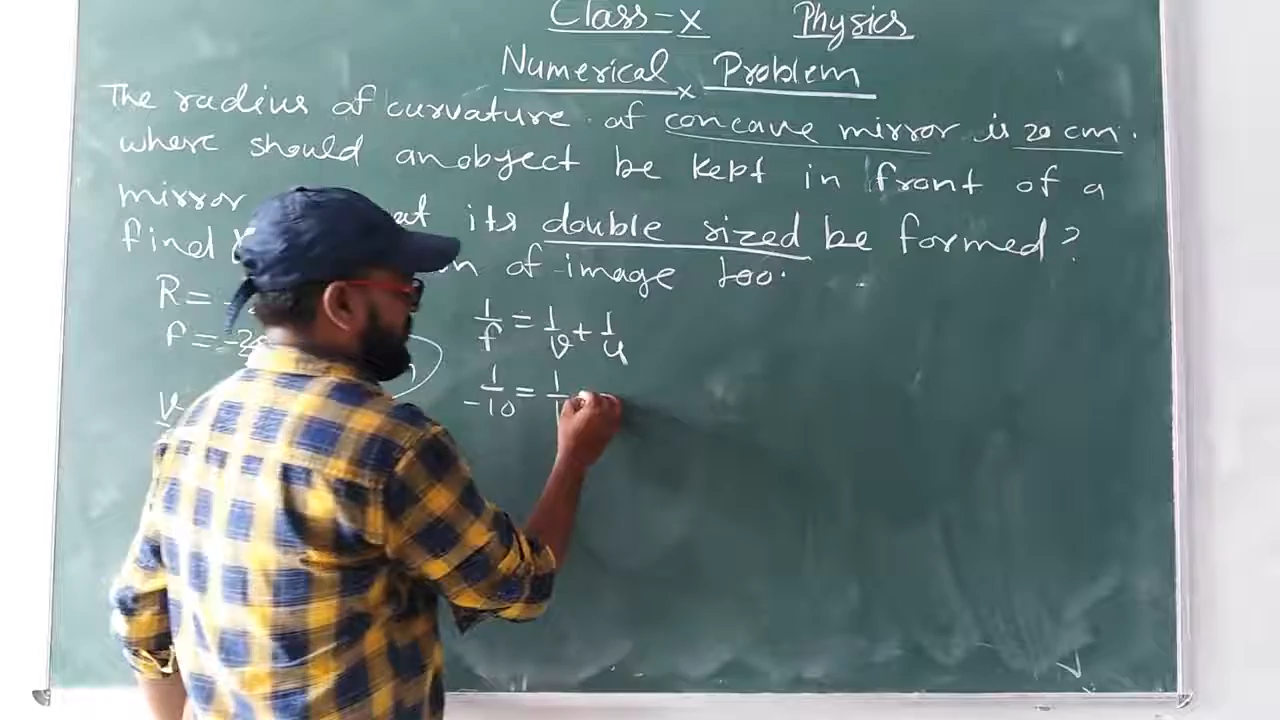 Class-X Physics
Numerical Problem
The radius of curvature of concave mirror is 20 cm.
where should an object be kept in front of a
mirror its double sized be formed?
find of image too.
R = -
f = -20
1/f = 1/v + 1/u
1/-10 = 1/
v